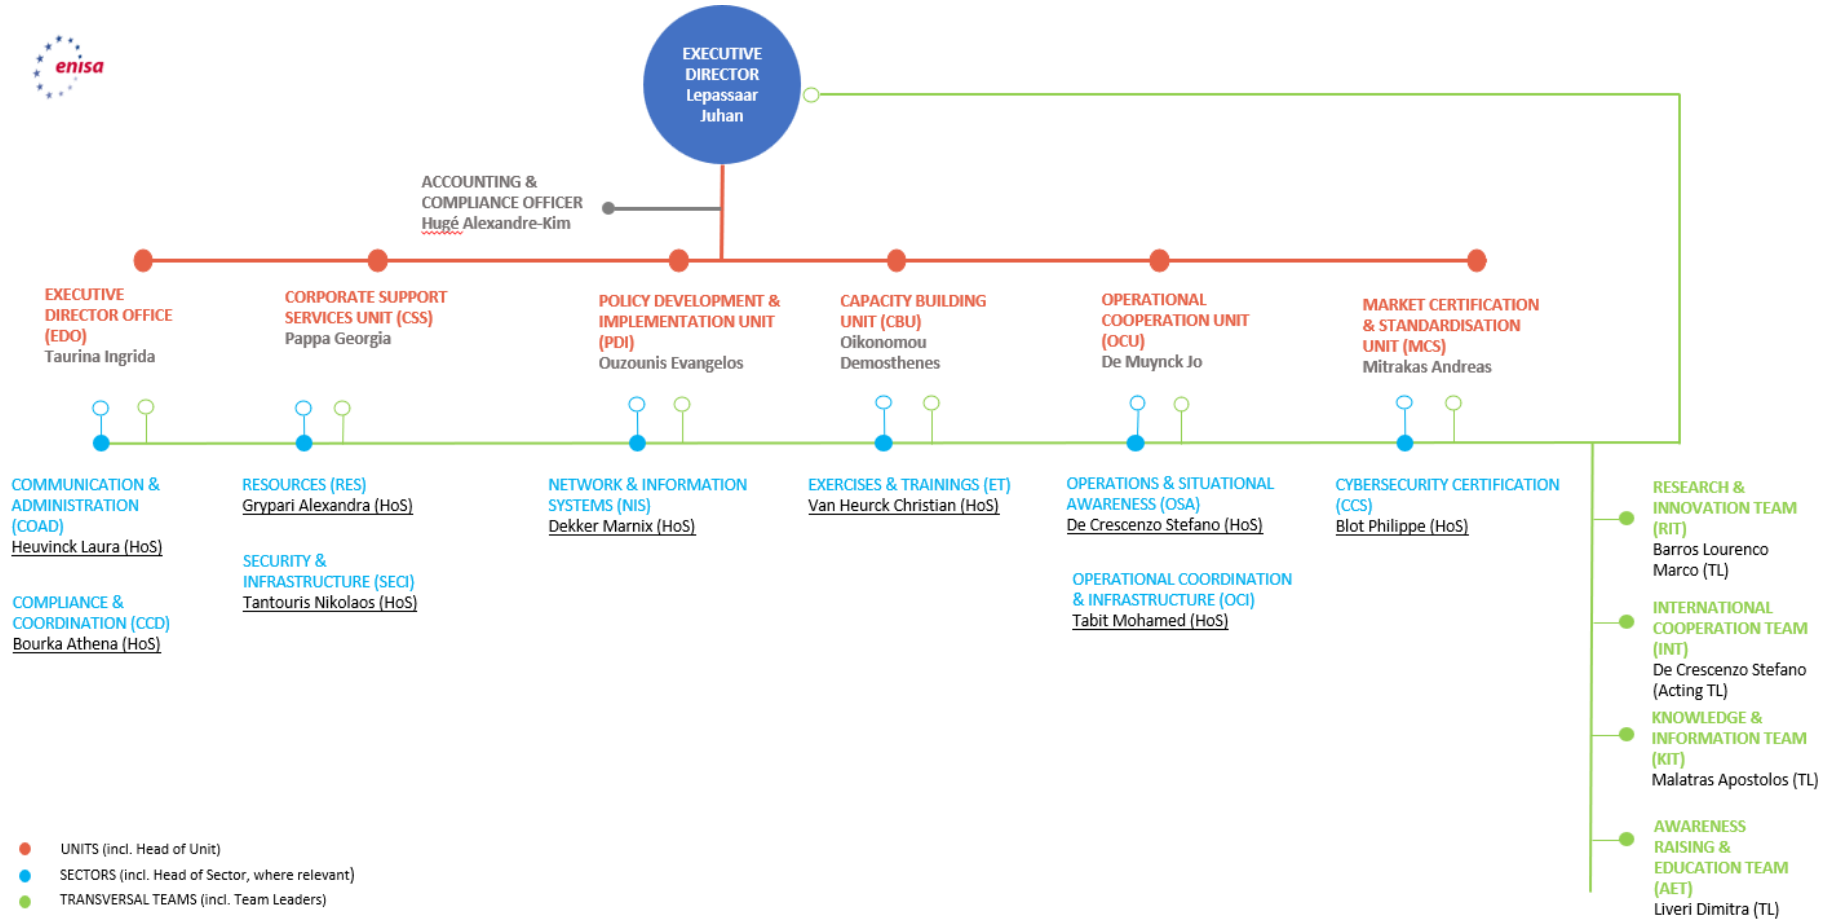 enisa
EXECUTIVE
DIRECTOR
Lepassaar
Juhan
ACCOUNTING &
COMPLIANCE OFFICER
Hugé Alexandre-Kim
EXECUTIVE
DIRECTOR OFFICE
(EDO)
Taurina Ingrida
CORPORATE SUPPORT
SERVICES UNIT (CSS)
Pappa Georgia
POLICY DEVELOPMENT &
IMPLEMENTATION UNIT
(PDI)
Ouzounis Evangelos
CAPACITY BUILDING
UNIT (CBU)
Oikonomou
Demosthenes
OPERATIONAL
COOPERATION UNIT
(OCU)
De Muynck Jo
MARKET CERTIFICATION
& STANDARDISATION
UNIT (MCS)
Mitrakas Andreas
COMMUNICATION &
ADMINISTRATION
(COAD)
Heuvinck Laura (HoS)
COMPLIANCE &
COORDINATION (CCD)
Bourka Athena (HoS)
RESOURCES (RES)
Grypari Alexandra (HoS)
SECURITY &
INFRASTRUCTURE (SECI)
Tantouris Nikolaos (HoS)
NETWORK & INFORMATION
SYSTEMS (NIS)
Dekker Marnix (HoS)
EXERCISES & TRAININGS (ET)
Van Heurck Christian (HoS)
OPERATIONS & SITUATIONAL
AWARENESS (OSA)
De Crescenzo Stefano (HoS)
OPERATIONAL COORDINATION
& INFRASTRUCTURE (OCI)
Tabit Mohamed (HoS)
CYBERSECURITY CERTIFICATION
(CCS)
Blot Philippe (HoS)
RESEARCH &
INNOVATION TEAM
(RIT)
Barros Lourenco
Marco (TL)
INTERNATIONAL
COOPERATION TEAM
(INT)
De Crescenzo Stefano
(Acting TL)
KNOWLEDGE &
INFORMATION TEAM
(KIT)
Malatras Apostolos (TL)
AWARENESS
RAISING &
EDUCATION TEAM
(AET)
Liveri Dimitra (TL)
UNITS (incl. Head of Unit)
SECTORS (incl. Head of Sector, where relevant)
TRANSVERSAL TEAMS (incl. Team Leaders)